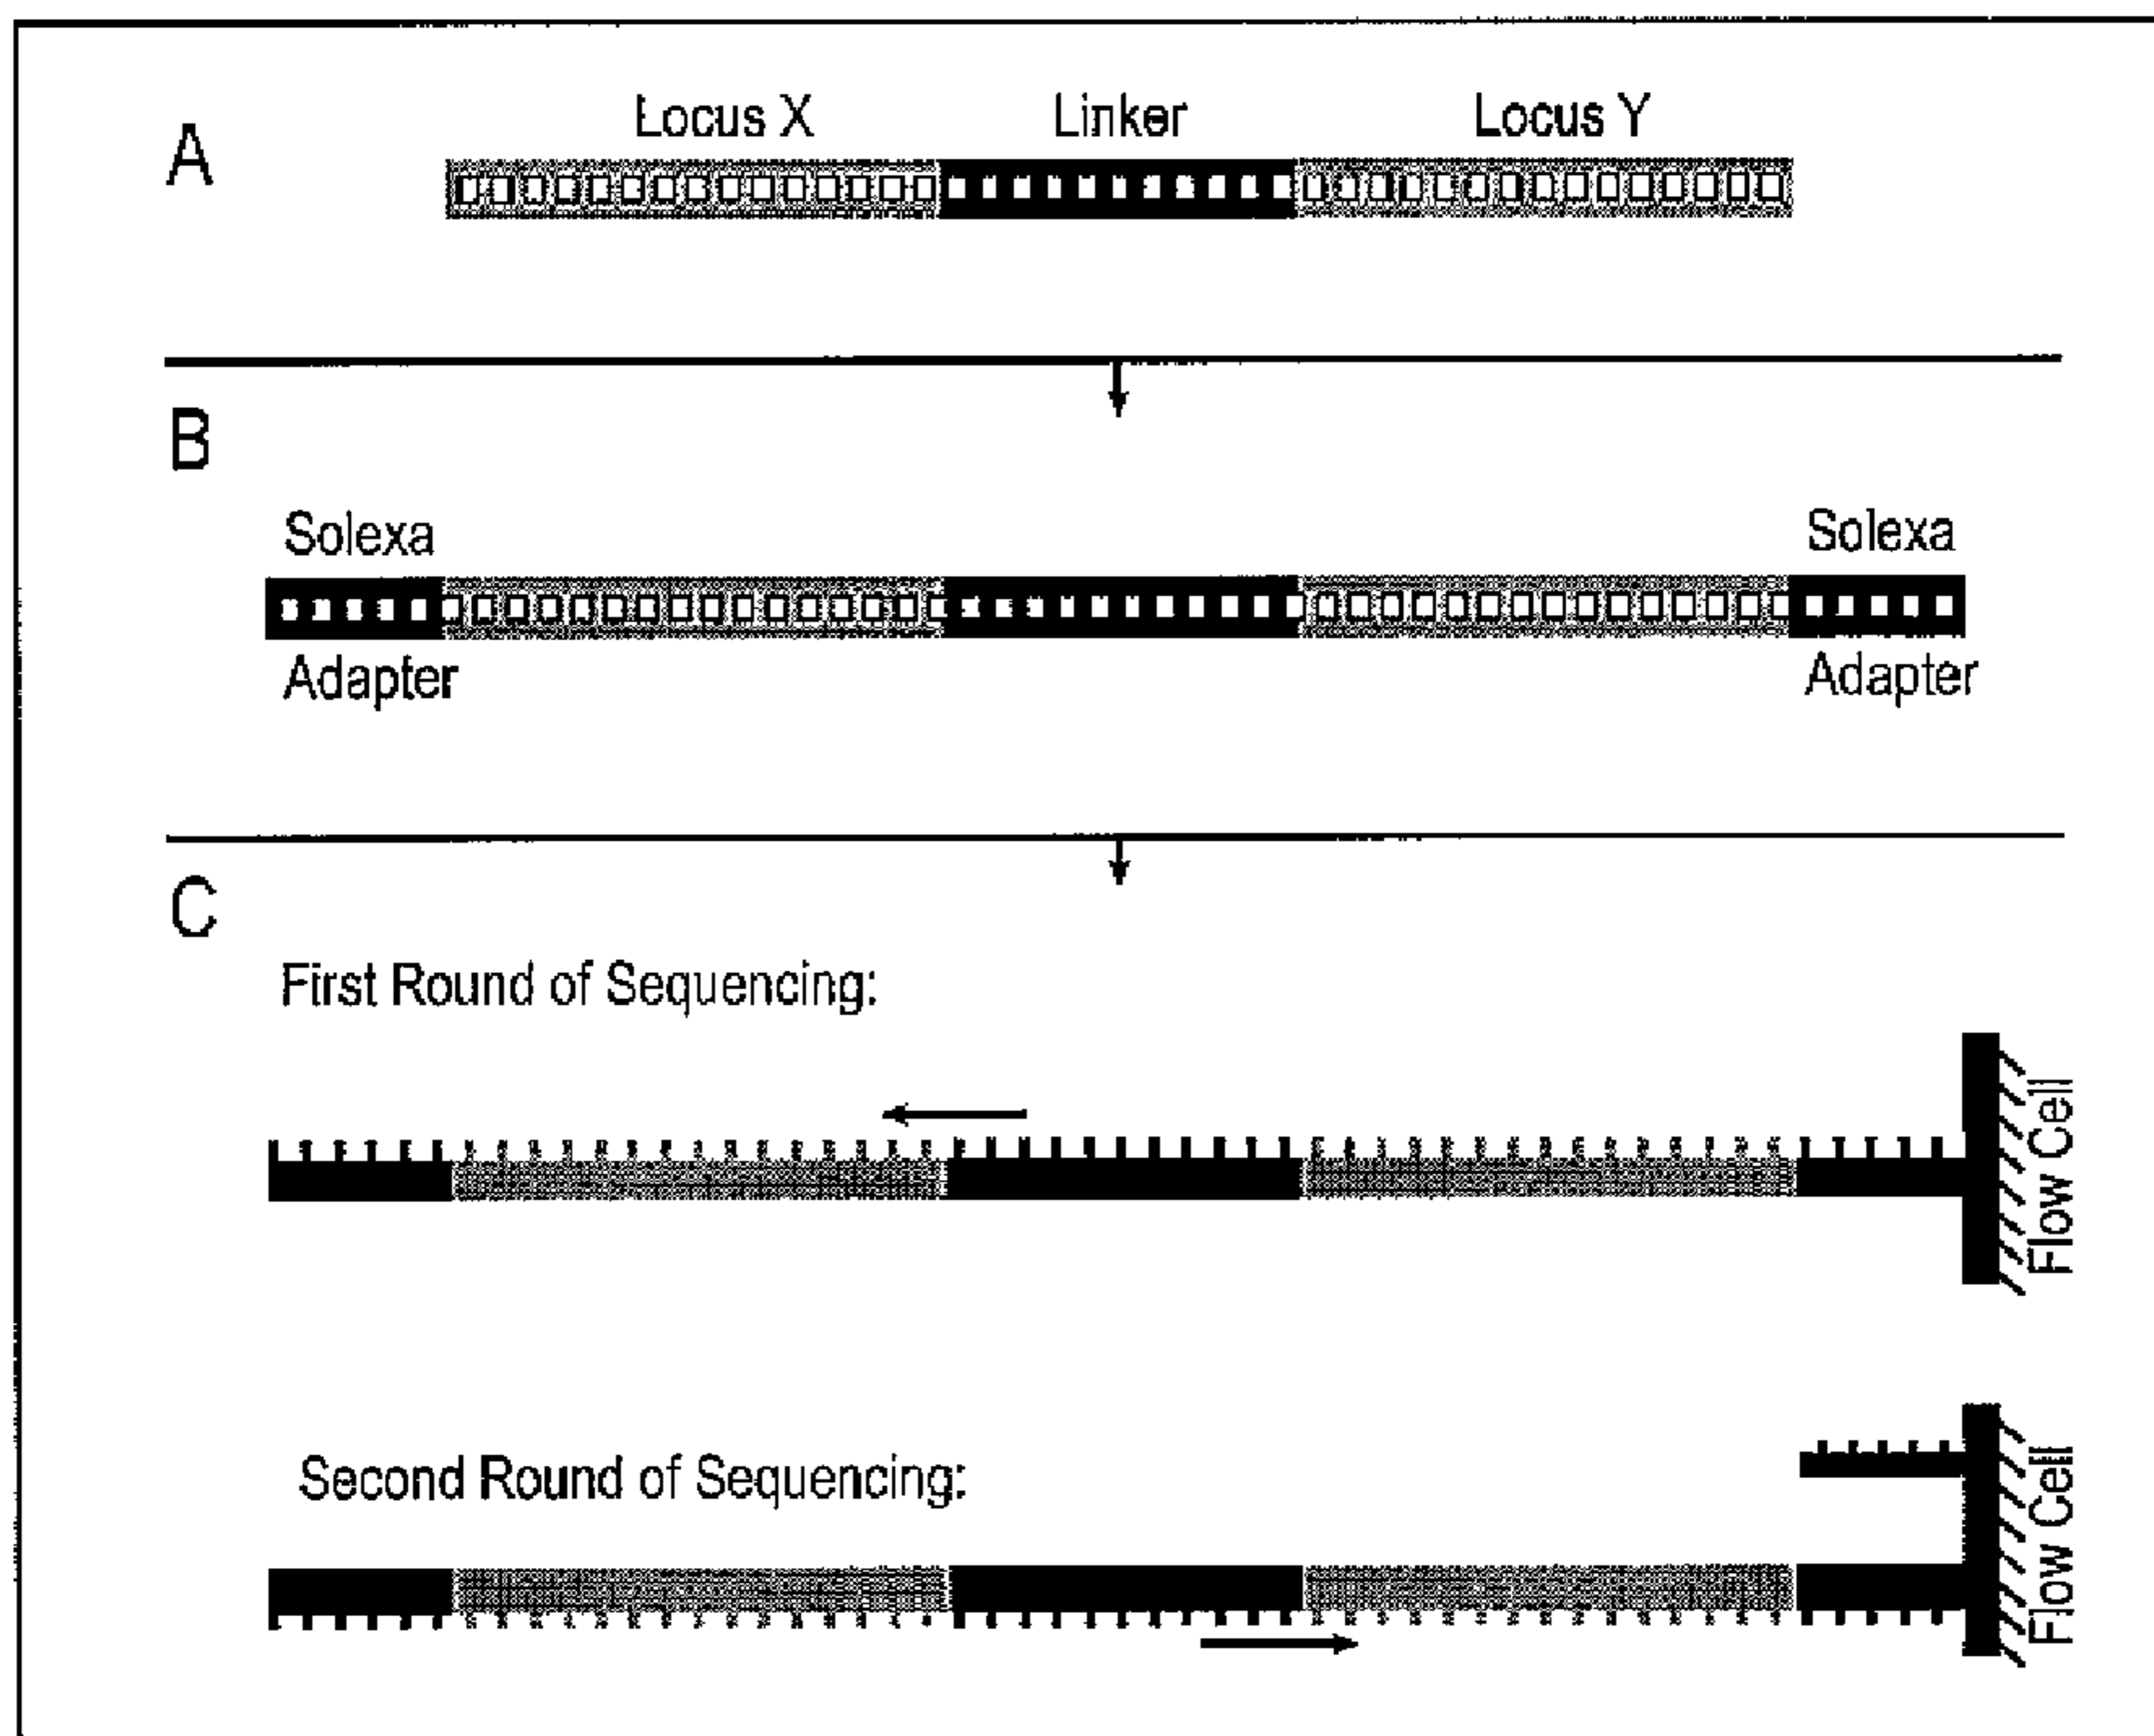 A
Locus X
Linker
Locus Y
B
Solexa
Adapter
Solexa
Adapter
C
First Round of Sequencing:
Flow Cell
Second Round of Sequencing:
Flow Cell